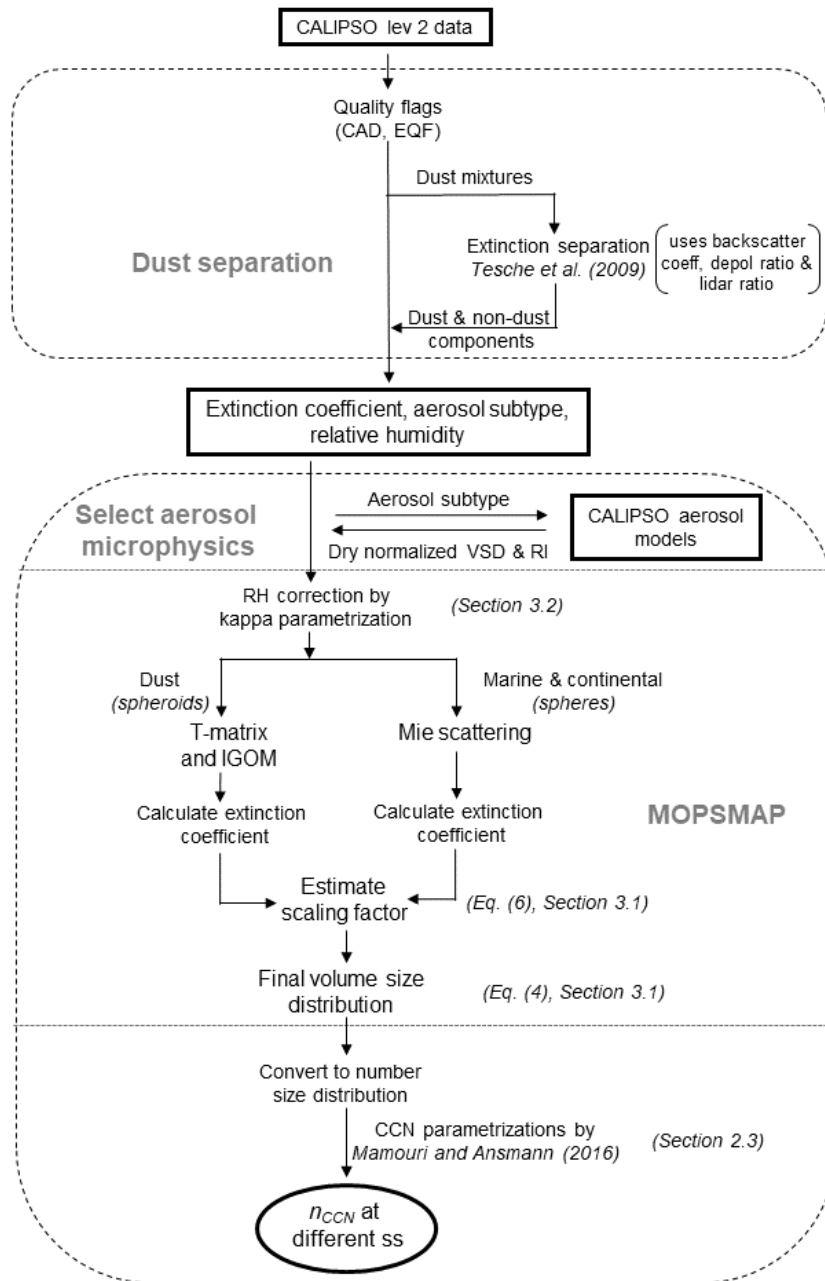 CALIPSO lev 2 data
Quality flags
(CAD, EQF)
Dust mixtures
Dust separation
Extinction separation
Tesche et al. (2009)
uses backscatter
coeff, depol ratio &
lidar ratio
Dust & non-dust
components
Extinction coefficient, aerosol subtype,
relative humidity
Select aerosol
microphysics
Aerosol subtype
Dry normalized VSD & RI
CALIPSO aerosol
models
RH correction by
kappa parametrization
(Section 3.2)
Dust
(spheroids)
Marine & continental
(spheres)
T-matrix
and IGOM
Mie scattering
Calculate extinction
coefficient
Calculate extinction
coefficient
MOPSMAP
Estimate
scaling factor
(Eq. (6), Section 3.1)
Final volume size
distribution
(Eq. (4), Section 3.1)
Convert to number
size distribution
CCN parametrizations by
Mamouri and Ansmann (2016)
(Section 2.3)
nCCN at
different ss